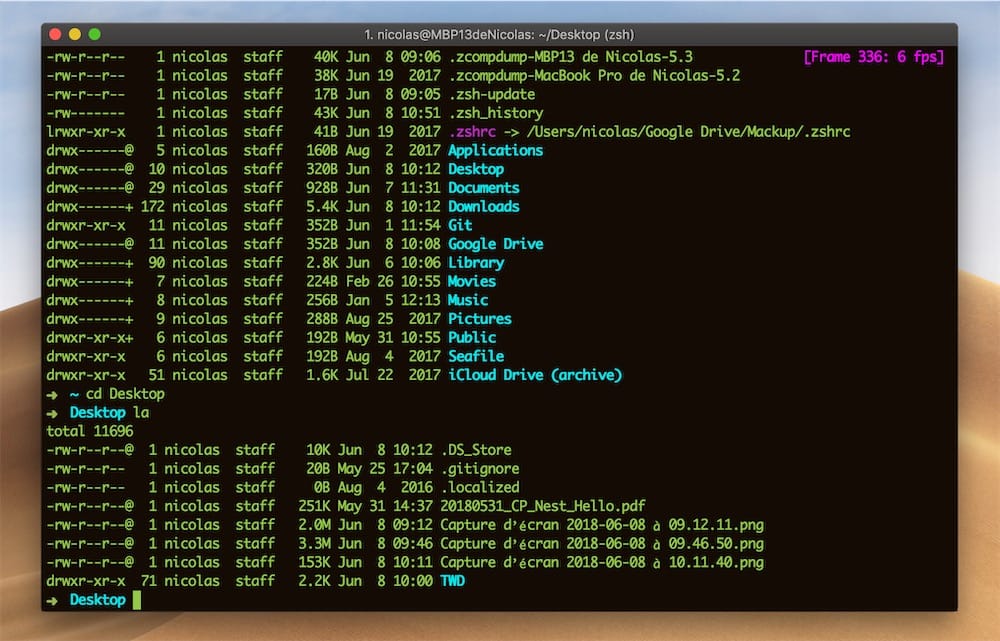 1. nicolas@MBP13deNicolas: ~/Desktop (zsh)
-rw-r--r--    1 nicolas  staff    40K Jun  8 09:06 .zcompdump-MBP13 de Nicolas-5.3
[Frame 336: 6 fps]
-rw-r--r--    1 nicolas  staff    38K Jun 19  2017 .zcompdump-MacBook Pro de Nicolas-5.2
-rw-r--r--    1 nicolas  staff    17B Jun  8 09:05 .zsh-update
-rw-------    1 nicolas  staff    43K Jun  8 10:51 .zsh_history
lrwxr-xr-x    1 nicolas  staff    41B Jun 19  2017 .zshrc -> /Users/nicolas/Google Drive/Mackup/.zshrc
drwx------@   5 nicolas  staff   160B Aug  2  2017 Applications
drwx------@  10 nicolas  staff   320B Jun  8 10:12 Desktop
drwx------@  29 nicolas  staff   928B Jun  7 11:31 Documents
drwx------+ 172 nicolas  staff   5.4K Jun  8 10:12 Downloads
drwxr-xr-x   11 nicolas  staff   352B Jun  1 11:54 Git
drwx------@  11 nicolas  staff   352B Jun  8 10:08 Google Drive
drwx------+  90 nicolas  staff   2.8K Jun  6 10:06 Library
drwx------+   7 nicolas  staff   224B Feb 26 10:55 Movies
drwx------+   8 nicolas  staff   256B Jan  5 12:13 Music
drwx------+   9 nicolas  staff   288B Aug 25  2017 Pictures
drwxr-xr-x+   6 nicolas  staff   192B May 31 10:55 Public
drwxr-xr-x    6 nicolas  staff   192B Aug  4  2017 Seafile
drwxr-xr-x   51 nicolas  staff   1.6K Jul 22  2017 iCloud Drive (archive)
➜  ~ cd Desktop
➜  Desktop la
total 11696
-rw-r--r--@  1 nicolas  staff    10K Jun  8 10:12 .DS_Store
-rw-r--r--   1 nicolas  staff    20B May 25 17:04 .gitignore
-rw-r--r--   1 nicolas  staff     0B Aug  4  2016 .localized
-rw-r--r--@  1 nicolas  staff   251K May 31 14:37 20180531_CP_Nest_Hello.pdf
-rw-r--r--@  1 nicolas  staff   2.0M Jun  8 09:12 Capture d’écran 2018-06-08 à 09.12.11.png
-rw-r--r--@  1 nicolas  staff   3.3M Jun  8 09:46 Capture d’écran 2018-06-08 à 09.46.50.png
-rw-r--r--@  1 nicolas  staff   153K Jun  8 10:11 Capture d’écran 2018-06-08 à 10.11.40.png
drwxr-xr-x  71 nicolas  staff   2.2K Jun  8 10:00 TWD
➜  Desktop